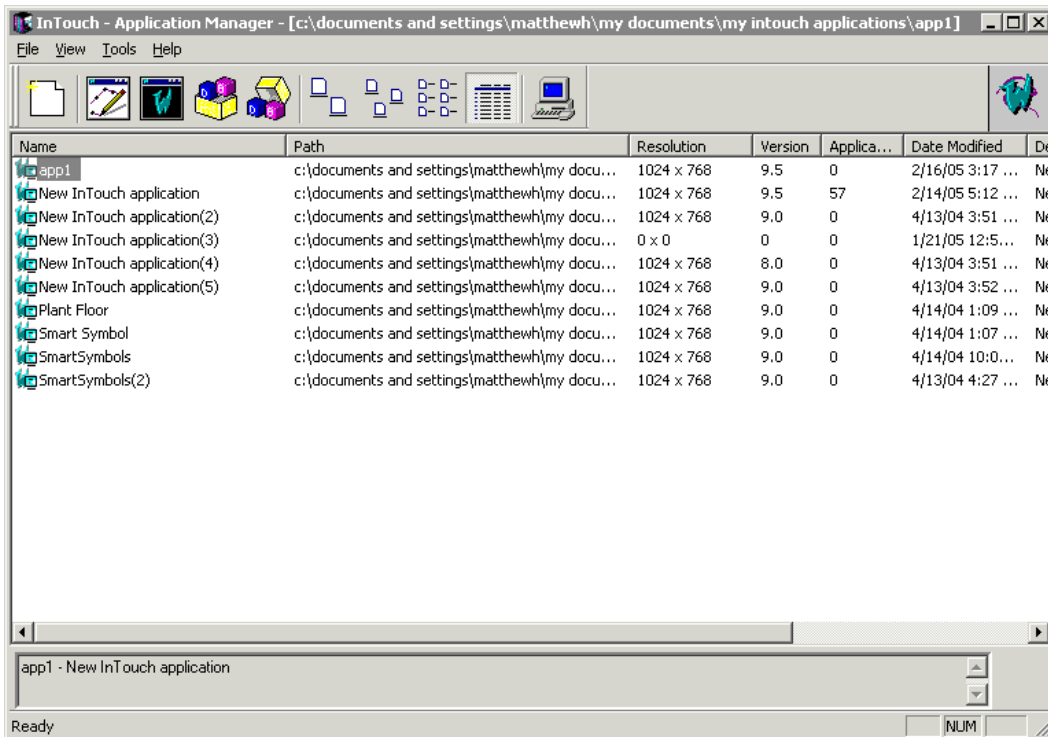 InTouch - Application Manager - [c:\documents and settings\matthewh\my documents\my intouch applications\app1]
File View Tools Help
Name Path Resolution Version Applica... Date Modified De
app1 c:\documents and settings\matthewh\my docu... 1024 x 768 9.5 0 2/16/05 3:17 ... Ne
New InTouch application c:\documents and settings\matthewh\my docu... 1024 x 768 9.5 57 2/14/05 5:12 ... Ne
New InTouch application(2) c:\documents and settings\matthewh\my docu... 1024 x 768 9.0 0 4/13/04 3:51 ... Ne
New InTouch application(3) c:\documents and settings\matthewh\my docu... 0 x 0 0 0 1/21/05 12:5... Ne
New InTouch application(4) c:\documents and settings\matthewh\my docu... 1024 x 768 8.0 0 4/13/04 3:51 ... Ne
New InTouch application(5) c:\documents and settings\matthewh\my docu... 1024 x 768 9.0 0 4/13/04 3:52 ... Ne
Plant Floor c:\documents and settings\matthewh\my docu... 1024 x 768 9.0 0 4/14/04 1:09 ... Ne
Smart Symbol c:\documents and settings\matthewh\my docu... 1024 x 768 9.0 0 4/14/04 1:07 ... Ne
SmartSymbols c:\documents and settings\matthewh\my docu... 1024 x 768 9.0 0 4/14/04 10:0... Ne
SmartSymbols(2) c:\documents and settings\matthewh\my docu... 1024 x 768 9.0 0 4/13/04 4:27 ... Ne
app1 - New InTouch application
Ready NUM